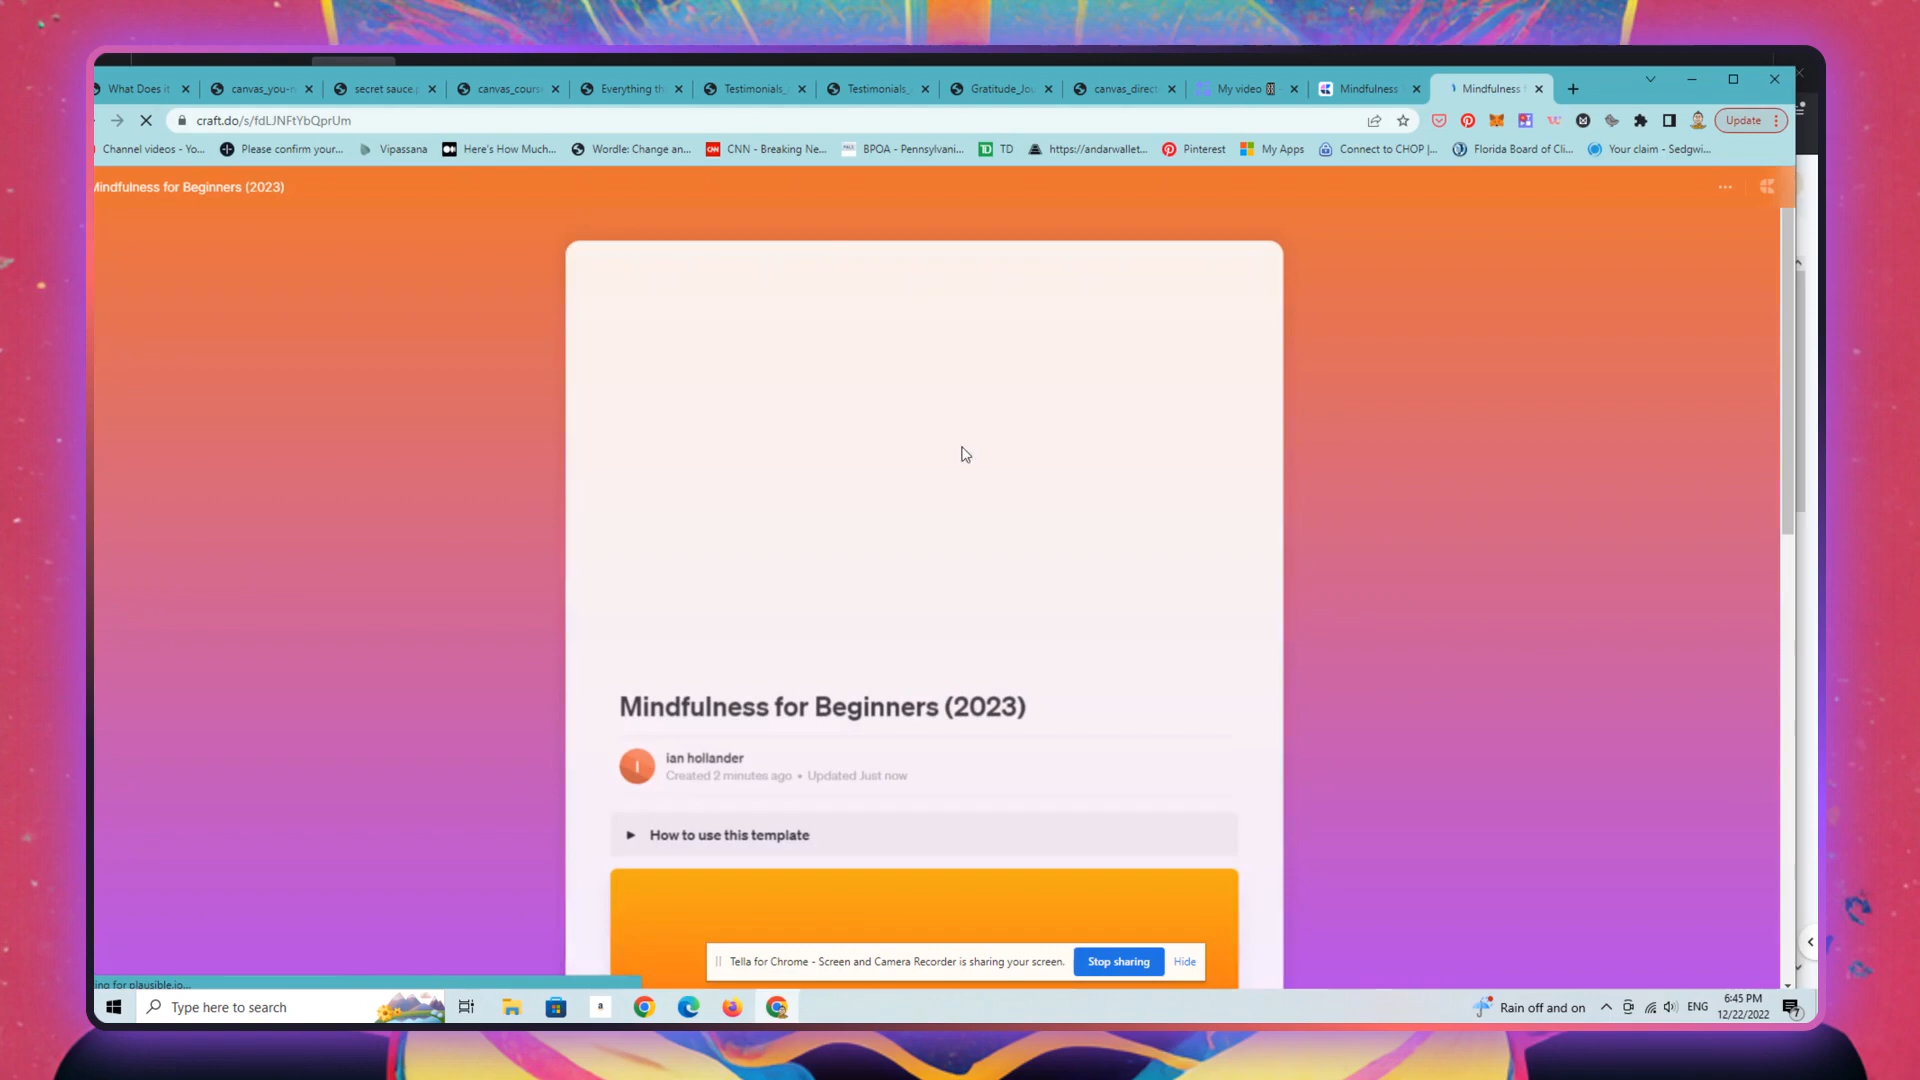 What Does it
canvas_you-n
secret sauce.p
canvas_cours
Everything th
Testimonials_
Testimonials_
Gratitude_Jou
canvas_direct
My video
Mindfulness
Mindfulness
craft.do/s/fdLJNFtYbQprUm
Update
Channel videos - Yo...
Please confirm your...
Vipassana
Here's How Much...
Wordle: Change an...
CNN - Breaking Ne...
BPOA - Pennsylvani...
TD
https://andarwallet...
Pinterest
My Apps
Connect to CHOP |...
Florida Board of Cli...
Your claim - Sedgwi...
Mindfulness for Beginners (2023)
Mindfulness for Beginners (2023)
I
ian hollander
Created 2 minutes ago • Updated Just now
How to use this template
Tella for Chrome - Screen and Camera Recorder is sharing your screen.
Stop sharing
Hide
ing for plausible.io...
Type here to search
a
Rain off and on
ENG
6:45 PM
12/22/2022
7